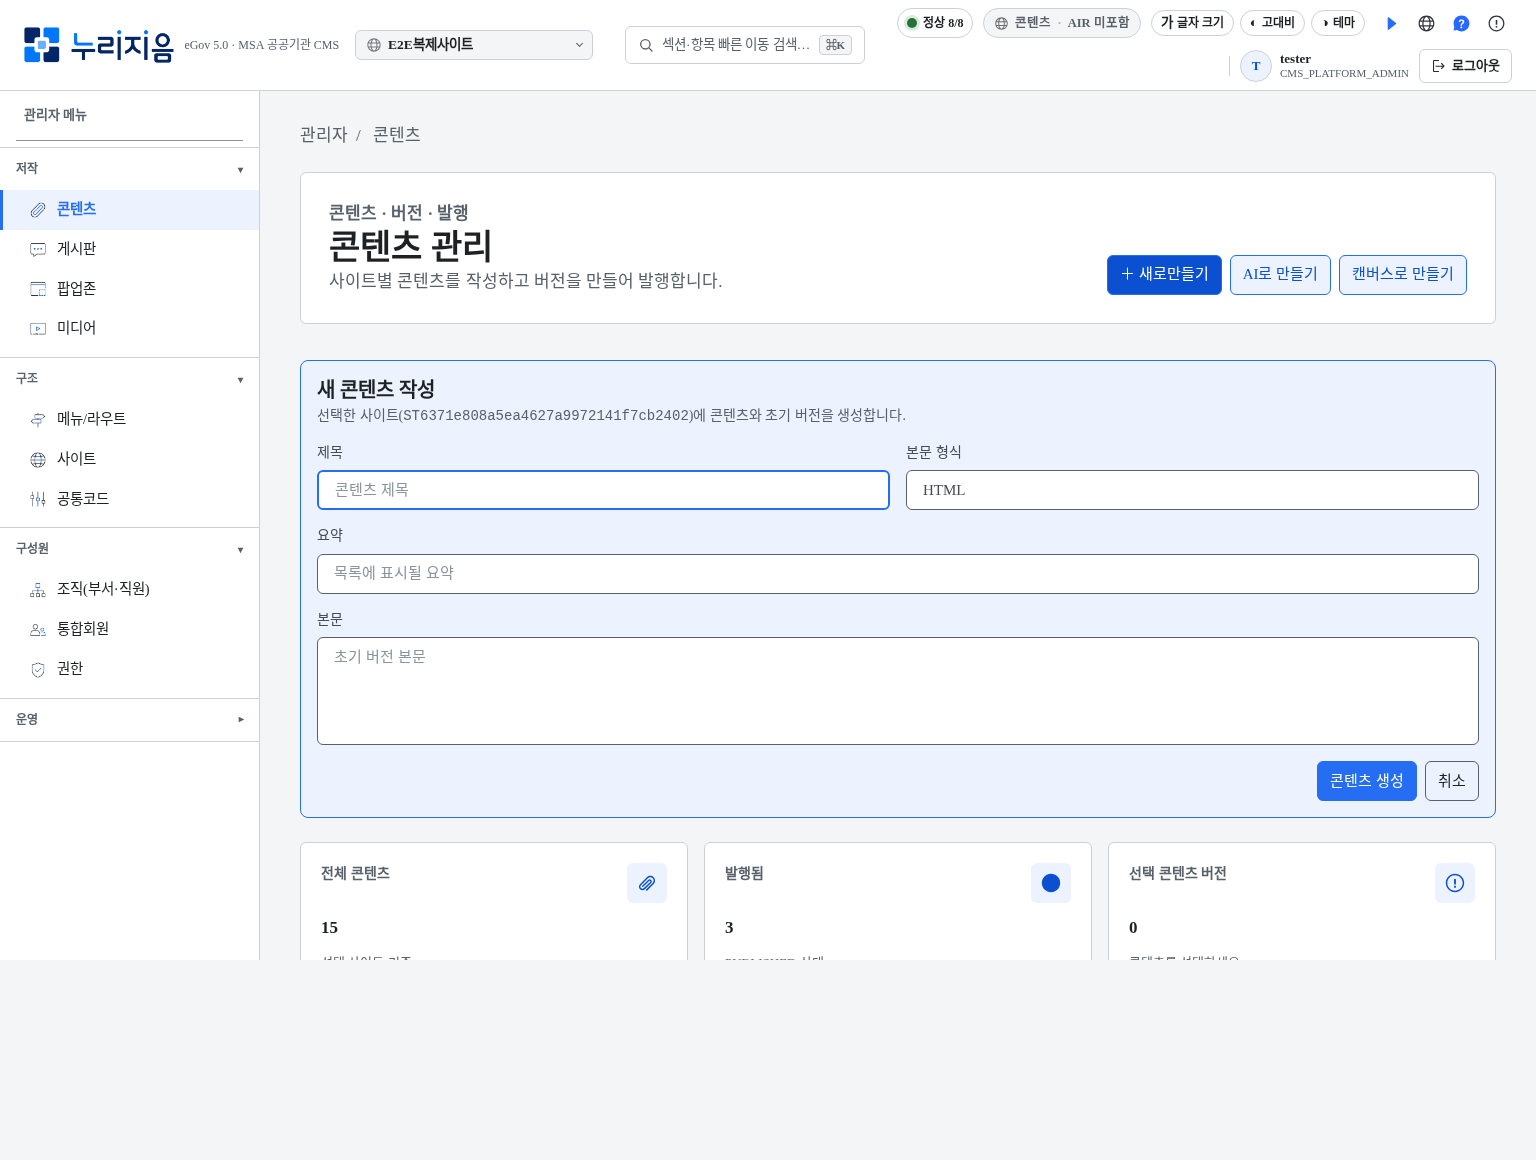 누리지음
eGov 5.0 · MSA 공공기관 CMS
E2E복제사이트
섹션·항목 빠른 이동 검색…
⌘K
정상 8/8
콘텐츠 · AIR 미포함
가 글자 크기
고대비
테마
T
tester
CMS_PLATFORM_ADMIN
로그아웃
관리자 메뉴
저작
콘텐츠
게시판
팝업존
미디어
구조
메뉴/라우트
사이트
공통코드
구성원
조직(부서·직원)
통합회원
권한
운영
관리자 / 콘텐츠
콘텐츠 · 버전 · 발행
콘텐츠 관리
사이트별 콘텐츠를 작성하고 버전을 만들어 발행합니다.
+ 새로만들기
AI로 만들기
캔버스로 만들기
새 콘텐츠 작성
선택한 사이트(ST6371e808a5ea4627a9972141f7cb2402)에 콘텐츠와 초기 버전을 생성합니다.
제목
본문 형식
콘텐츠 제목
HTML
요약
목록에 표시될 요약
본문
초기 버전 본문
콘텐츠 생성
취소
전체 콘텐츠
15
발행됨
3
선택 콘텐츠 버전
0